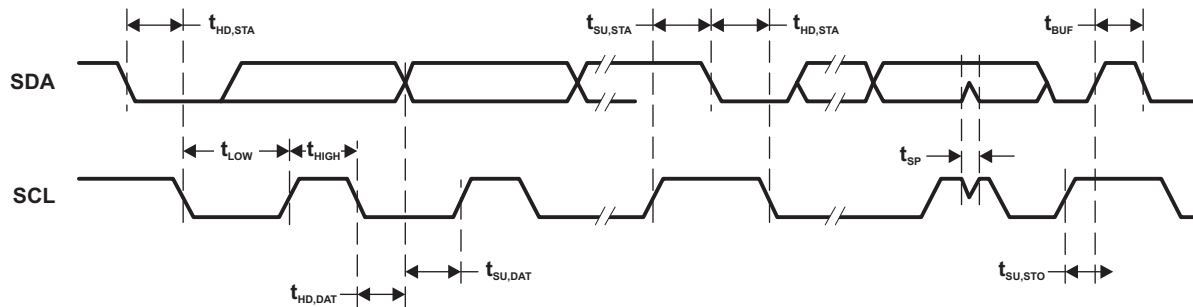 tHD,STA
tSU,STA
tHD,STA
tBUF
SDA
tLOW
tHIGH
tSP
SCL
tHD,DAT
tSU,DAT
tSU,STO